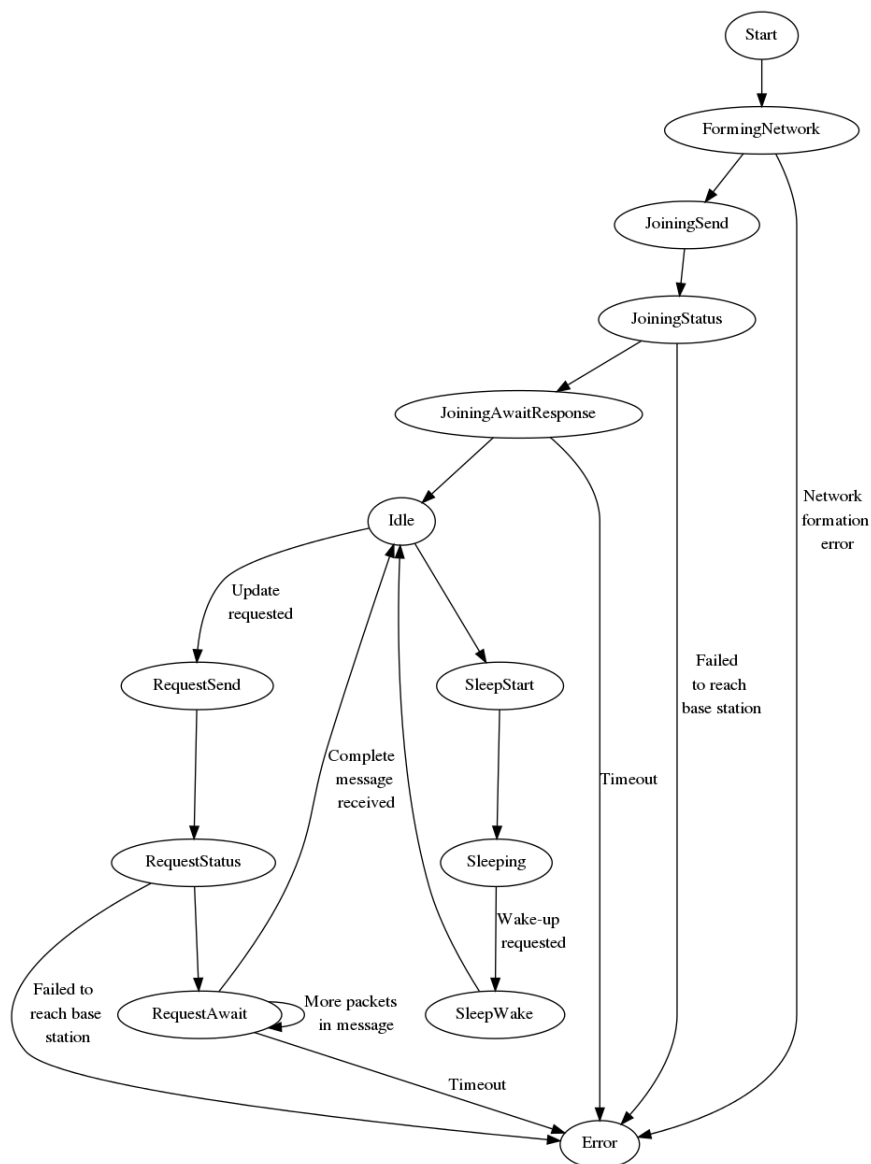 Start
FormingNetwork
JoiningSend
JoiningStatus
JoiningAwaitResponse
Network
formation
error
Idle
Update
requested
Failed
to reach
base station
RequestSend
SleepStart
Complete
message
received
Timeout
RequestStatus
Sleeping
Wake-up
requested
Failed to
reach base
station
RequestAwait
More packets
in message
SleepWake
Timeout
Error